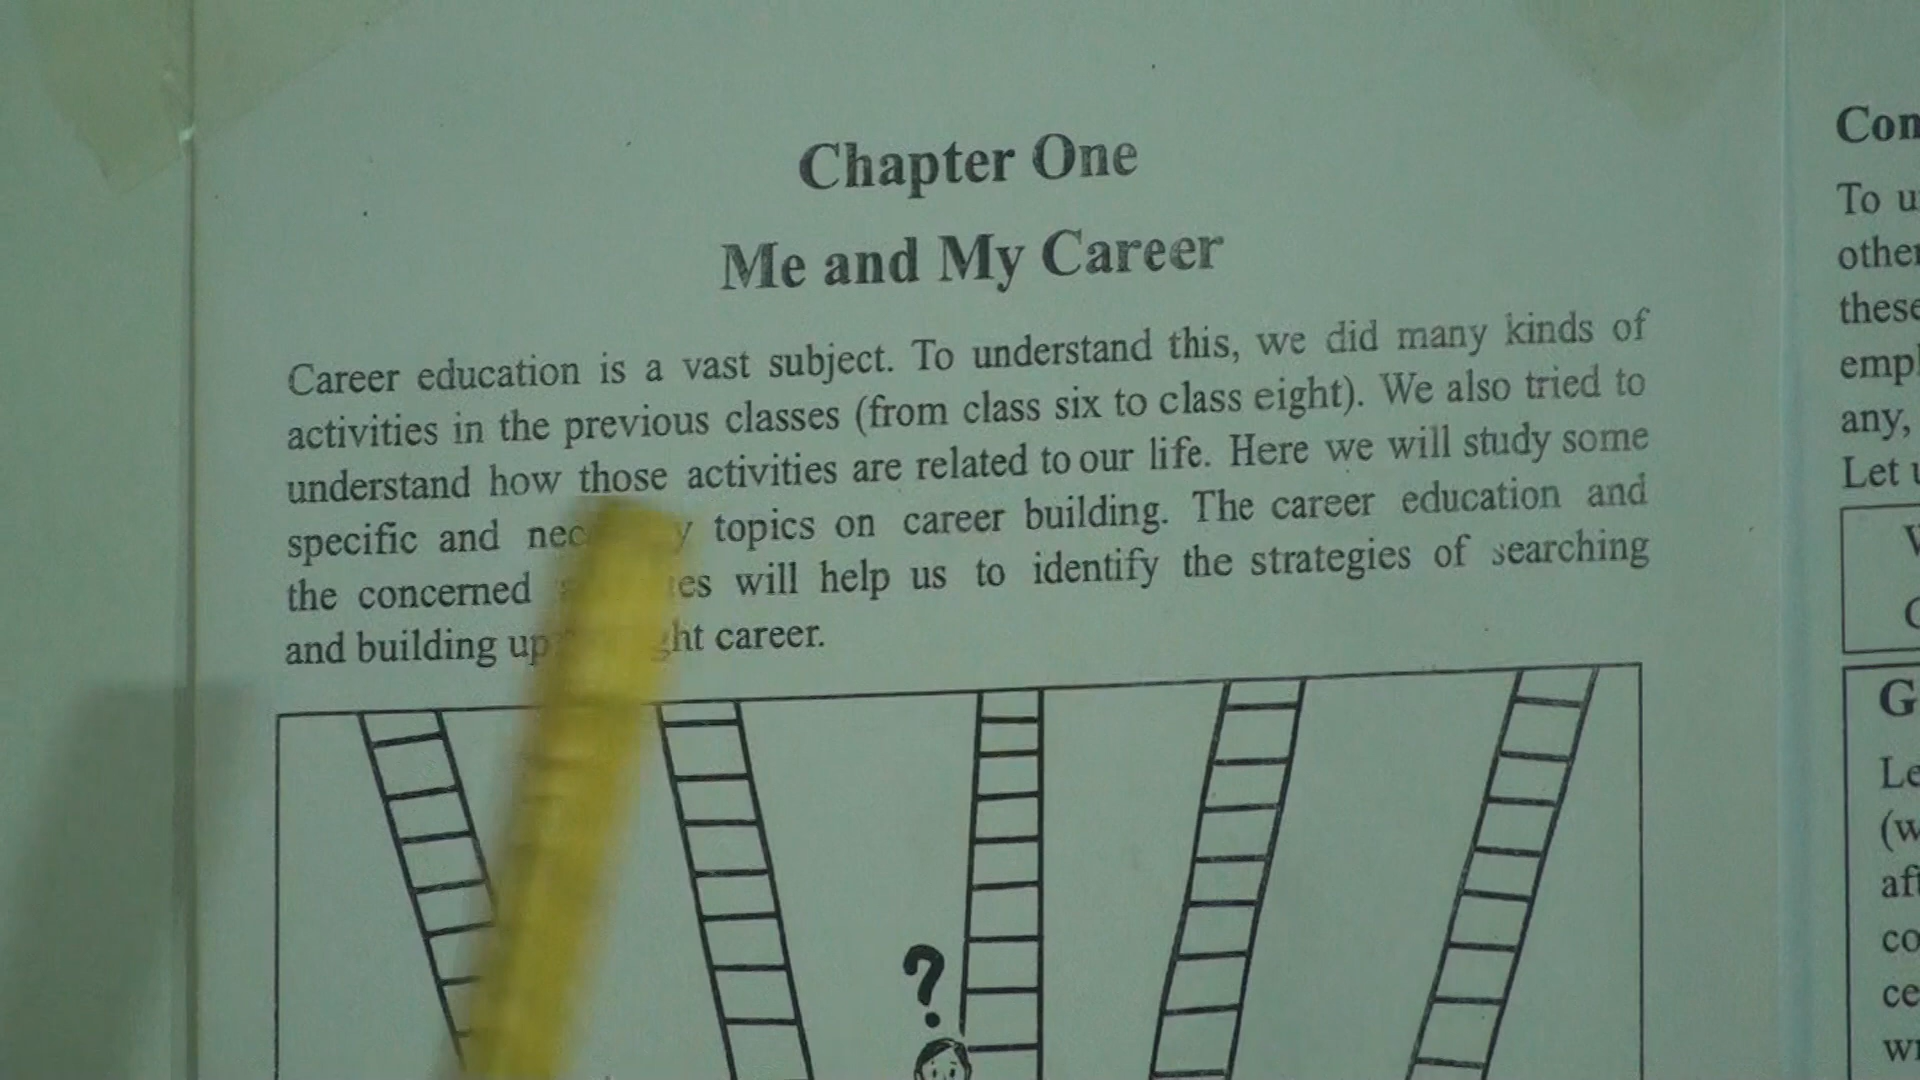 Chapter One
Me and My Career
Career education is a vast subject. To understand this, we did many kinds of
activities in the previous classes (from class six to class eight). We also tried to
understand how those activities are related to our life. Here we will study some
specific and topics on career building. The career education and
the concerned will help us to identify the strategies of searching
and building up career.
?
To
these
any,
Let
G